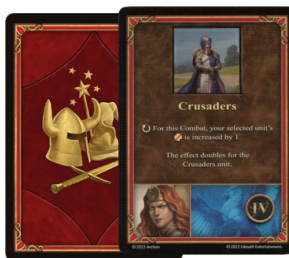 Crusaders
For this Combat, your selected unit's
is increased by 1
The effect doubles for the
Crusaders unit.
IV
©2022 Archon
©2022 Ubisoft Entertainment.